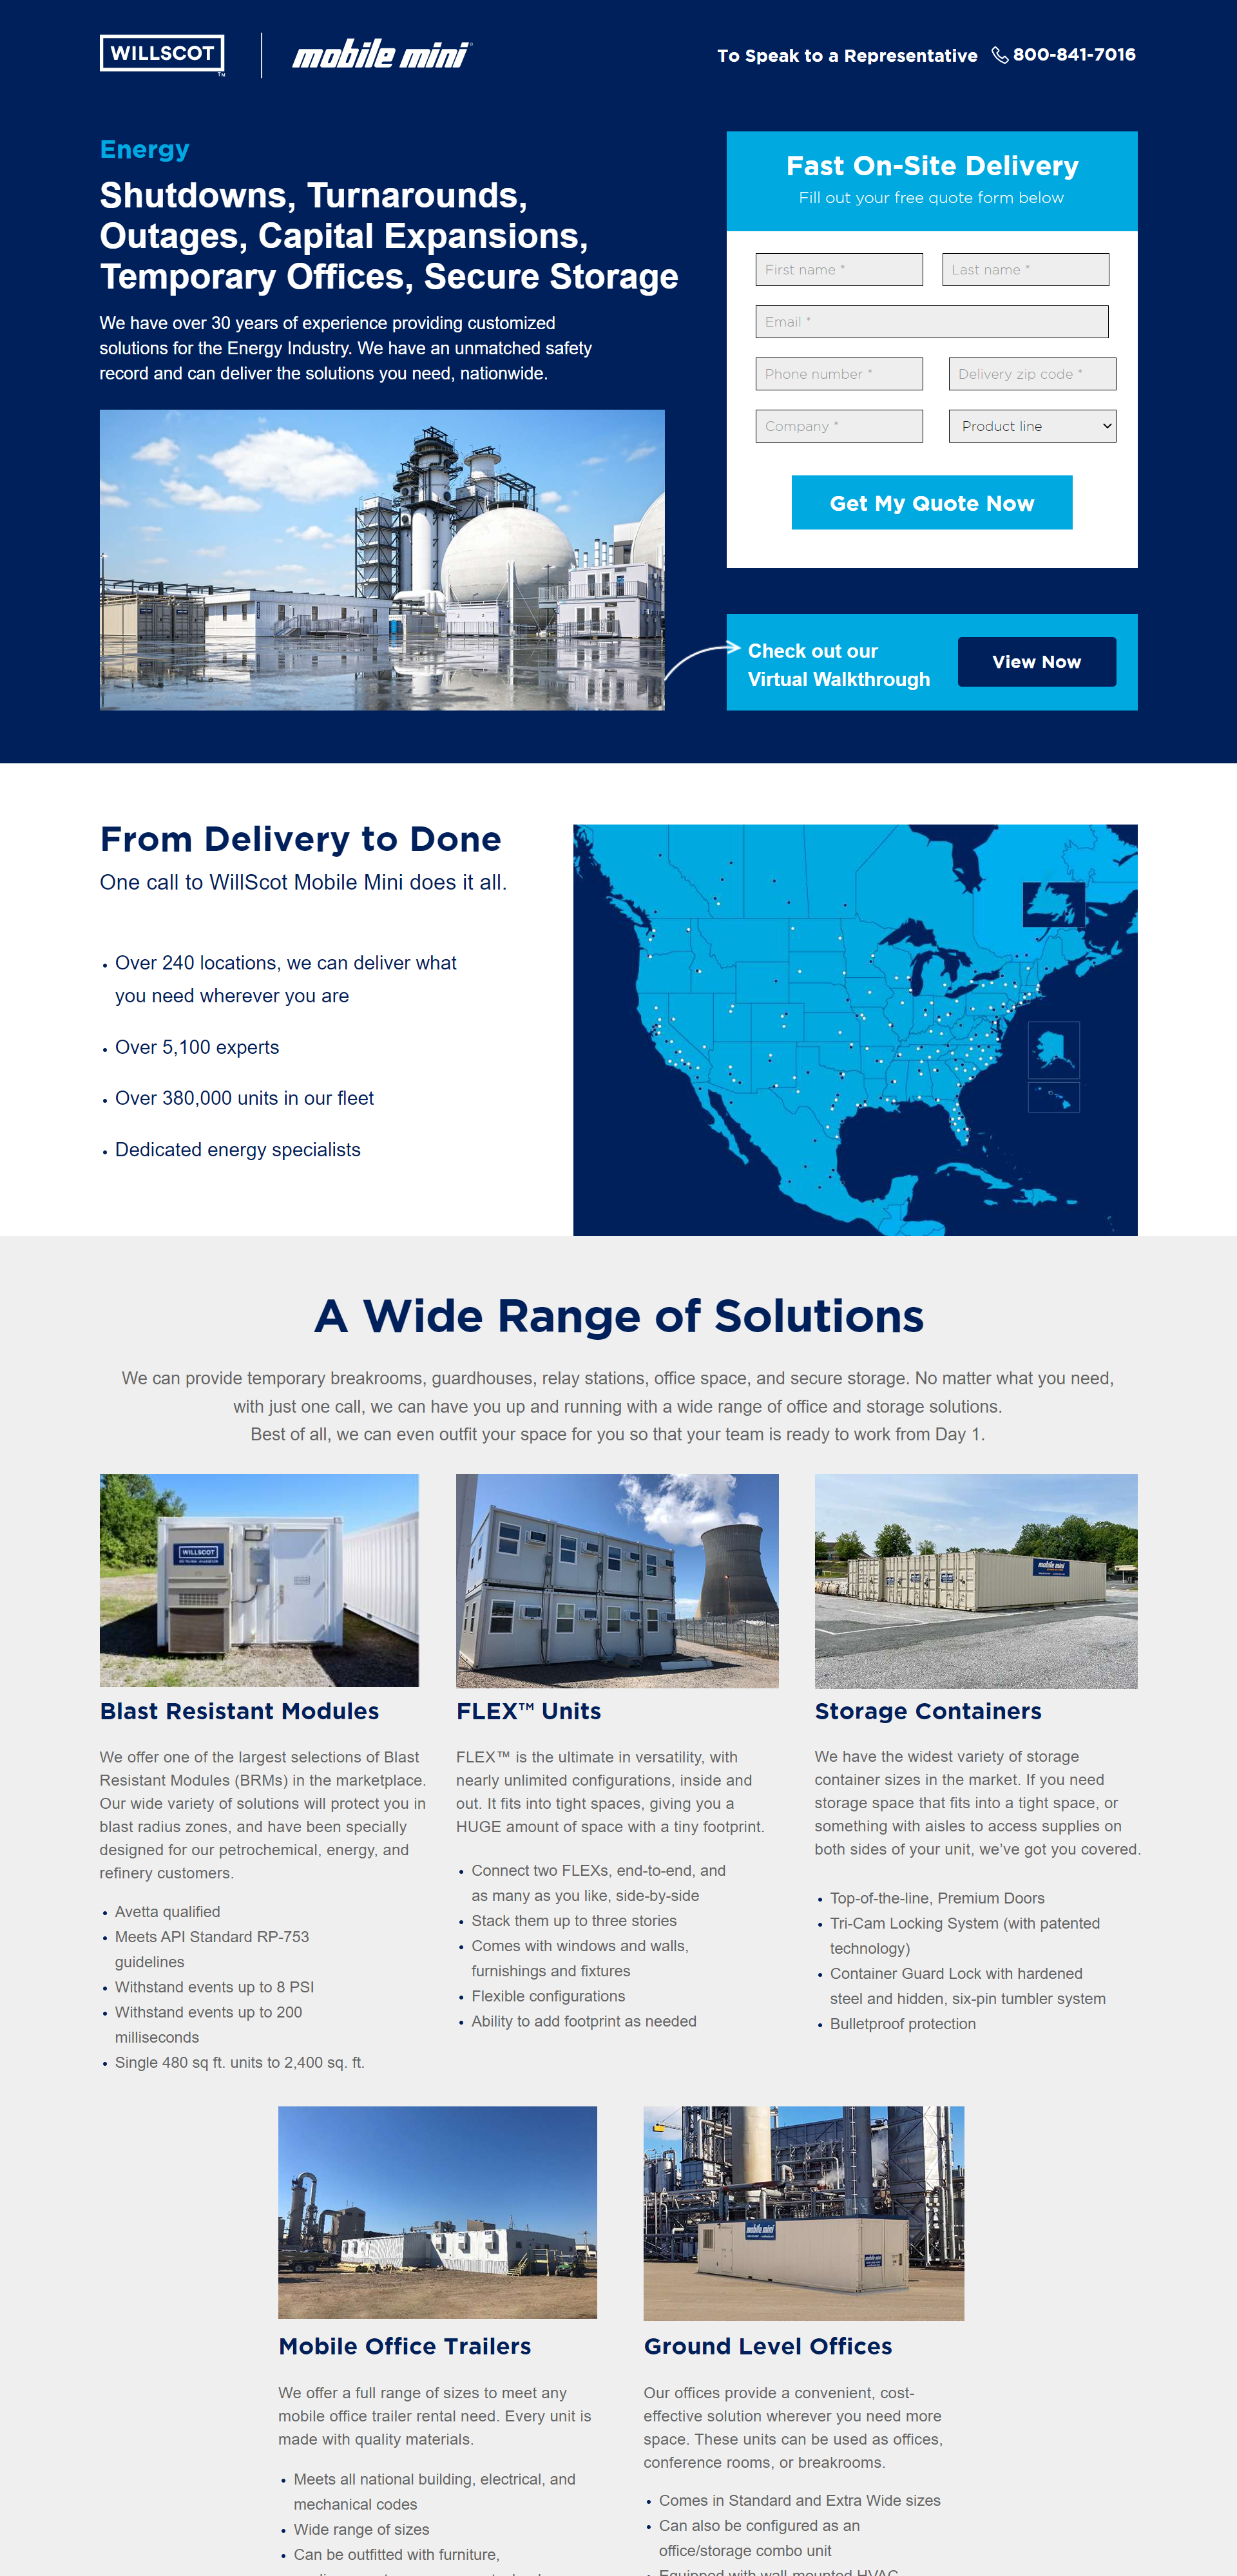 WILLSCOT
TM
mobile mini
To Speak to a Representative 800-841-7016
Energy
Shutdowns, Turnarounds,
Outages, Capital Expansions,
Temporary Offices, Secure Storage
We have over 30 years of experience providing customized
solutions for the Energy Industry. We have an unmatched safety
record and can deliver the solutions you need, nationwide.
Fast On-Site Delivery
Fill out your free quote form below
First name * Last name *
Email *
Phone number * Delivery zip code *
Company * Product line
Get My Quote Now
Check out our
Virtual Walkthrough
View Now
From Delivery to Done
One call to WillScot Mobile Mini does it all.
• Over 240 locations, we can deliver what
you need wherever you are
• Over 5,100 experts
• Over 380,000 units in our fleet
• Dedicated energy specialists
A Wide Range of Solutions
We can provide temporary breakrooms, guardhouses, relay stations, office space, and secure storage. No matter what you need,
with just one call, we can have you up and running with a wide range of office and storage solutions.
Best of all, we can even outfit your space for you so that your team is ready to work from Day 1.
WILLSCOT
Blast Resistant Modules
We offer one of the largest selections of Blast
Resistant Modules (BRMs) in the marketplace.
Our wide variety of solutions will protect you in
blast radius zones, and have been specially
designed for our petrochemical, energy, and
refinery customers.
• Avetta qualified
• Meets API Standard RP-753
guidelines
• Withstand events up to 8 PSI
• Withstand events up to 200
milliseconds
• Single 480 sq ft. units to 2,400 sq. ft.
FLEX™ Units
FLEX™ is the ultimate in versatility, with
nearly unlimited configurations, inside and
out. It fits into tight spaces, giving you a
HUGE amount of space with a tiny footprint.
• Connect two FLEXs, end-to-end, and
as many as you like, side-by-side
• Stack them up to three stories
• Comes with windows and walls,
furnishings and fixtures
• Flexible configurations
• Ability to add footprint as needed
mobile mini
Storage Containers
We have the widest variety of storage
container sizes in the market. If you need
storage space that fits into a tight space, or
something with aisles to access supplies on
both sides of your unit, we've got you covered.
• Top-of-the-line, Premium Doors
• Tri-Cam Locking System (with patented
technology)
• Container Guard Lock with hardened
steel and hidden, six-pin tumbler system
• Bulletproof protection
Mobile Office Trailers
We offer a full range of sizes to meet any
mobile office trailer rental need. Every unit is
made with quality materials.
• Meets all national building, electrical, and
mechanical codes
• Wide range of sizes
• Can be outfitted with furniture,
mobile mini
mobile mini
Ground Level Offices
Our offices provide a convenient, cost-
effective solution wherever you need more
space. These units can be used as offices,
conference rooms, or breakrooms.
• Comes in Standard and Extra Wide sizes
• Can also be configured as an
office/storage combo unit
• Equipped with wall-mounted HVAC